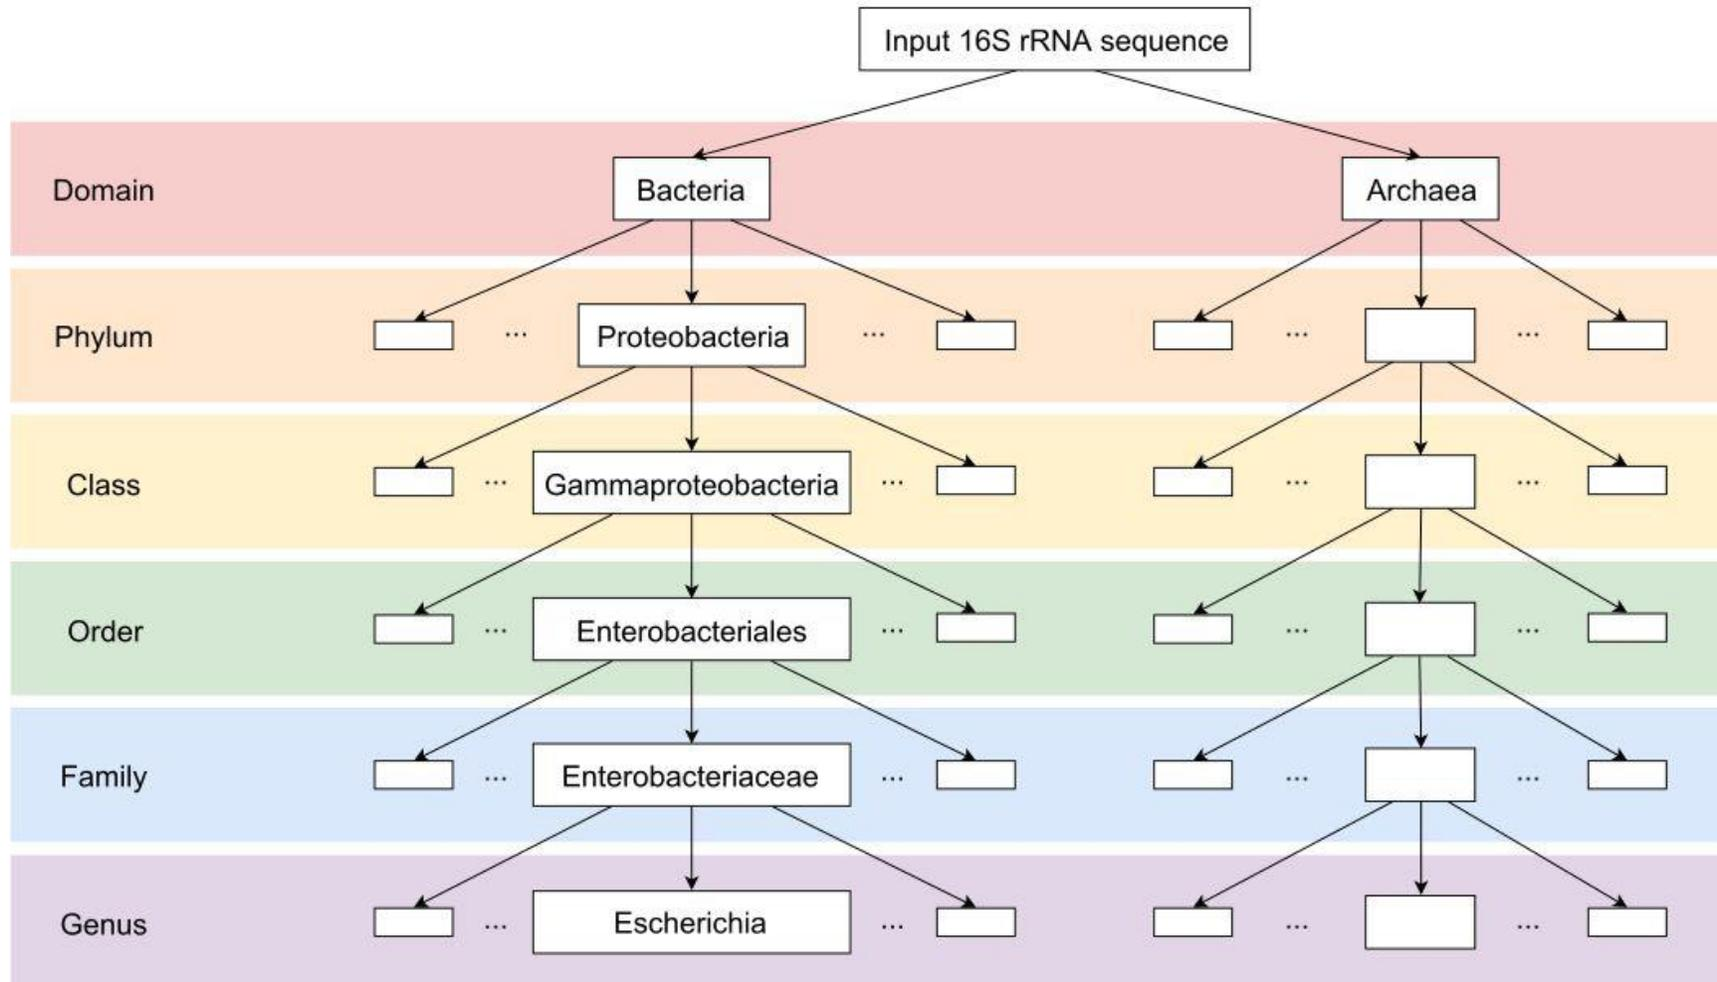 Input 16S rRNA sequence
Domain
Bacteria
Archaea
Phylum
...
Proteobacteria
...
...
...
Class
...
Gammaproteobacteria
...
...
...
Order
...
Enterobacteriales
...
...
...
Family
...
Enterobacteriaceae
...
...
...
Genus
...
Escherichia
...
...
...